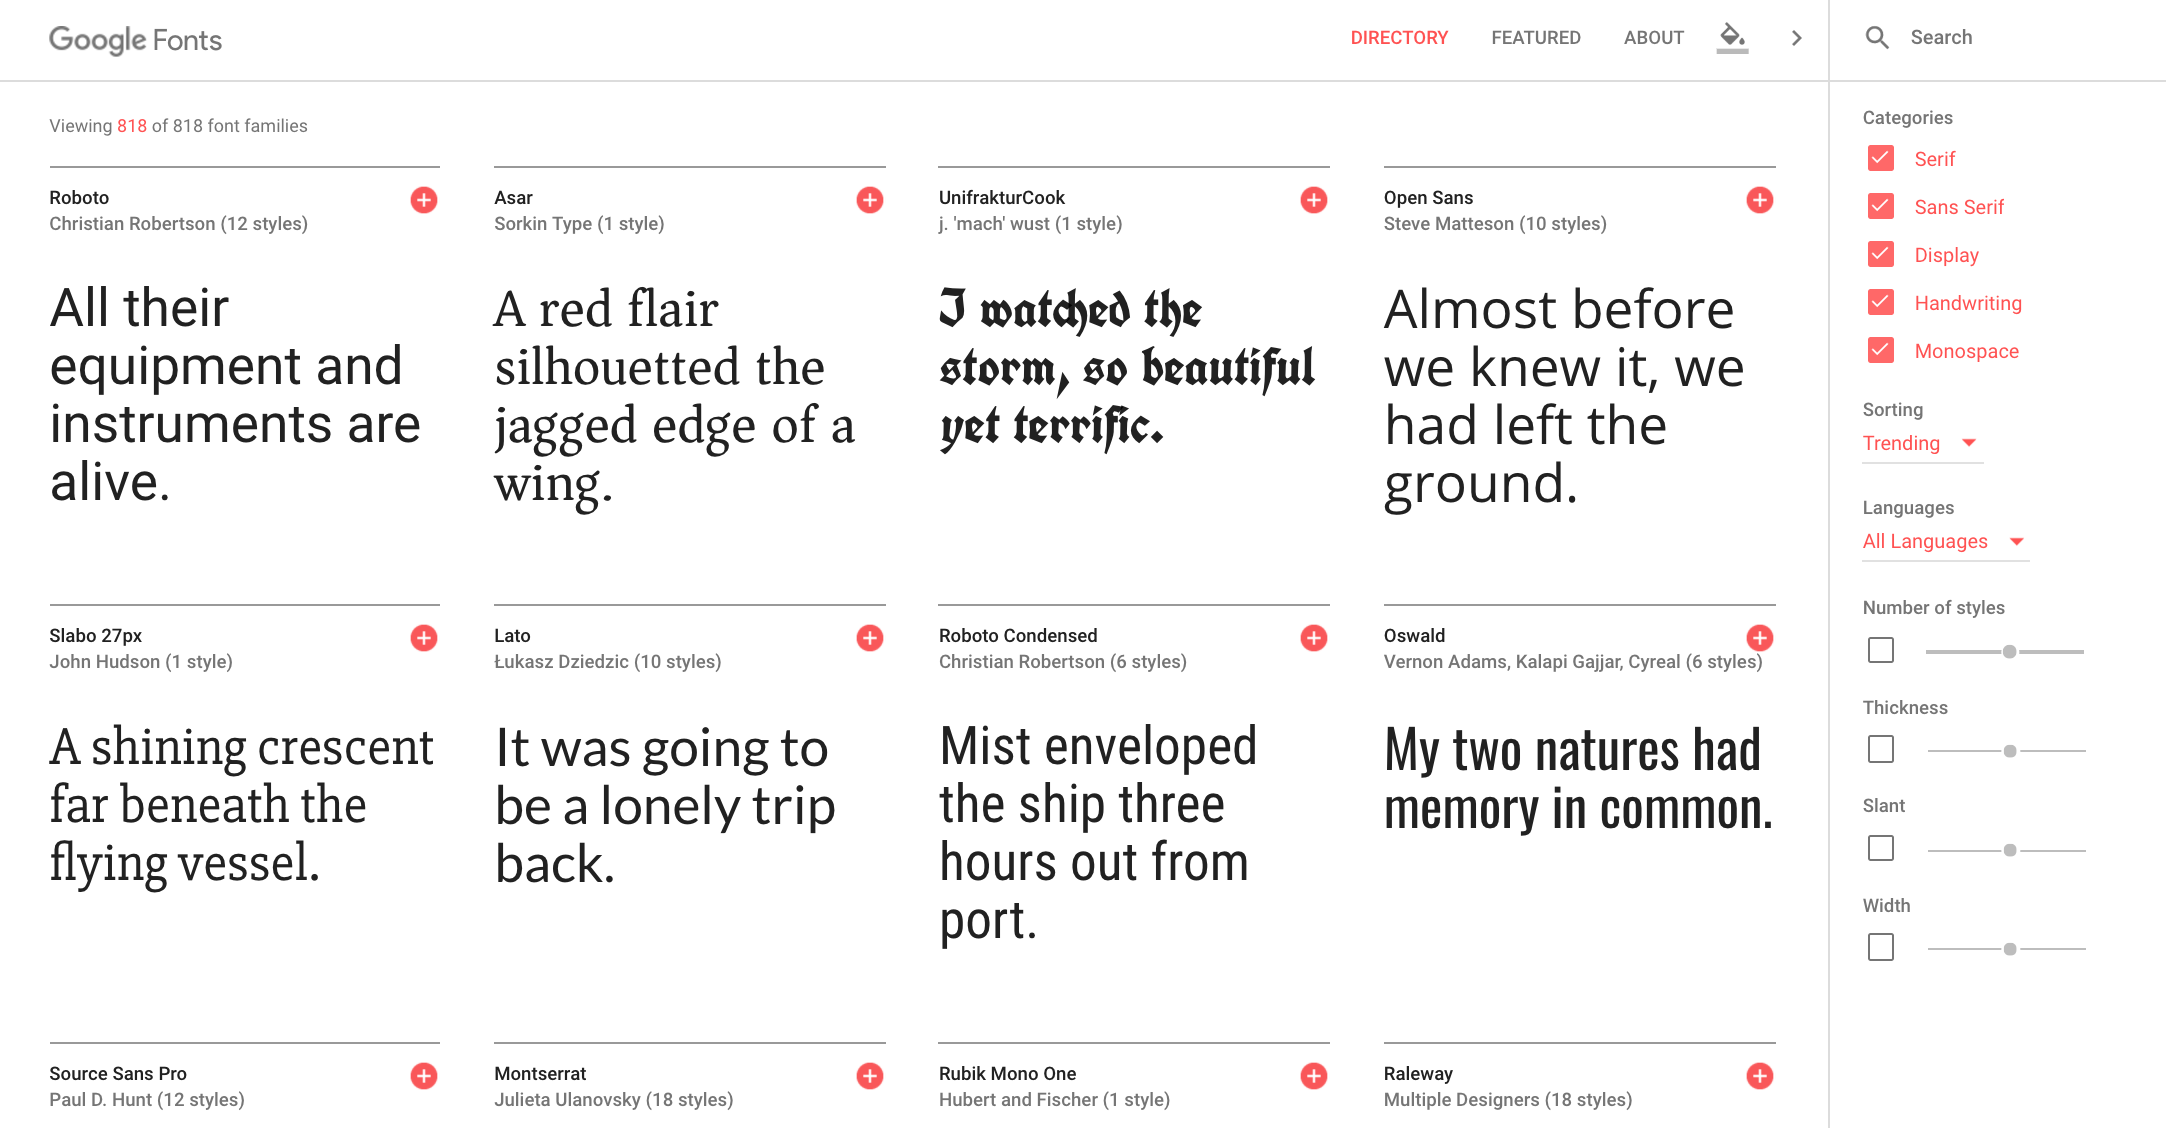 Google Fonts
DIRECTORY
FEATURED
ABOUT
Search
Viewing 818 of 818 font families
Roboto
Christian Robertson (12 styles)
All their
equipment and
instruments are
alive.
Asar
Sorkin Type (1 style)
A red flair
silhouetted the
jagged edge of a
wing.
UnifrakturCook
j. 'mach' wust (1 style)
I watched the
storm, so beautiful
yet terrific.
Open Sans
Steve Matteson (10 styles)
Almost before
we knew it, we
had left the
ground.
Slabo 27px
John Hudson (1 style)
A shining crescent
far beneath the
flying vessel.
Lato
Łukasz Dziedzic (10 styles)
It was going to
be a lonely trip
back.
Roboto Condensed
Christian Robertson (6 styles)
Mist enveloped
the ship three
hours out from
port.
Oswald
Vernon Adams, Kalapi Gajjar, Cyreal (6 styles)
My two natures had
memory in common.
Source Sans Pro
Paul D. Hunt (12 styles)
Montserrat
Julieta Ulanovsky (18 styles)
Rubik Mono One
Hubert and Fischer (1 style)
Raleway
Multiple Designers (18 styles)
Categories
Serif
Sans Serif
Display
Handwriting
Monospace
Sorting
Trending
Languages
All Languages
Number of styles
Thickness
Slant
Width